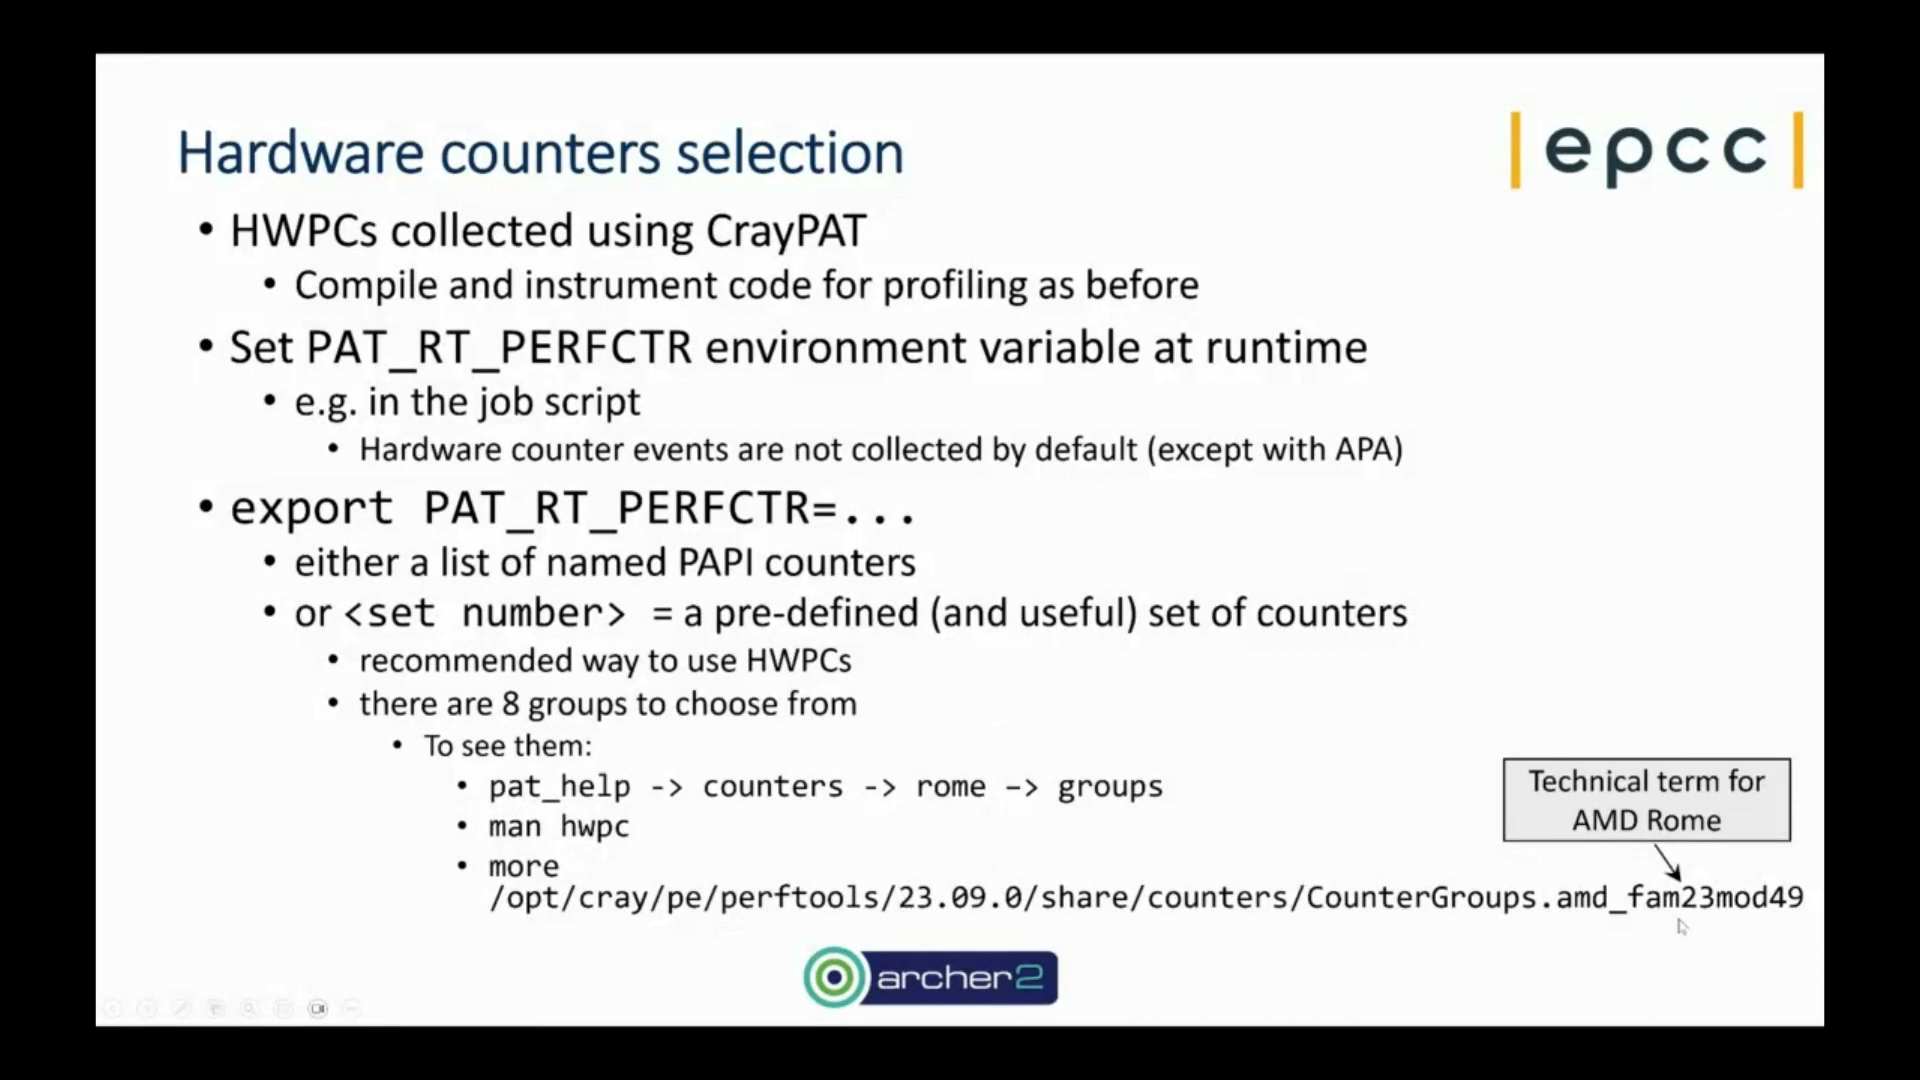 Hardware counters selection
|epcc|
• HWPCs collected using CrayPAT
• Compile and instrument code for profiling as before
• Set PAT_RT_PERFCTR environment variable at runtime
• e.g. in the job script
• Hardware counter events are not collected by default (except with APA)
• export PAT_RT_PERFCTR=...
• either a list of named PAPI counters
• or <set number> = a pre-defined (and useful) set of counters
• recommended way to use HWPCs
• there are 8 groups to choose from
• To see them:
• pat_help -> counters -> rome –> groups
• man hwpc
• more
/opt/cray/pe/perftools/23.09.0/share/counters/CounterGroups.amd_fam23mod49
Technical term for
AMD Rome
archer2